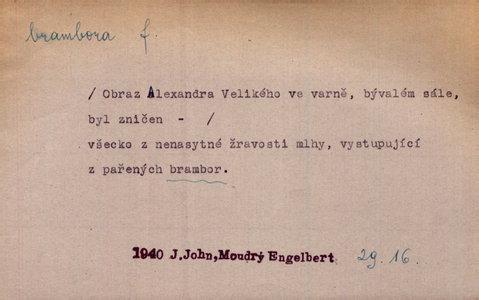 brambora f.
/ Obraz Alexandra Velikého ve varně, bývalém sále,
byl zničen - /
všecko z nenasytné žravosti mlhy, vystupující
z pařených brambor.
1940 J.John,Moudrý Engelbert 29.16.